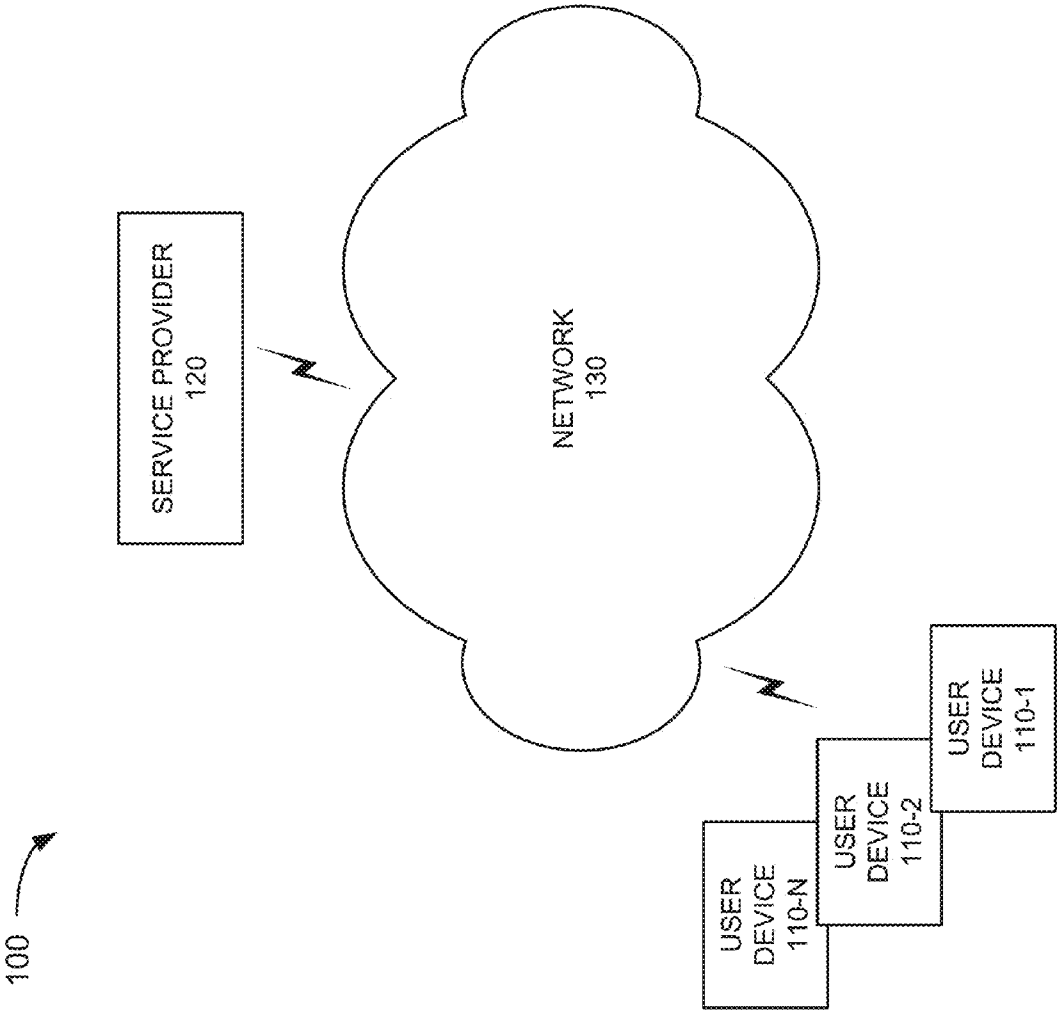 100
SERVICE PROVIDER
120
NETWORK
130
USER
DEVICE
110-N
USER
DEVICE
110-2
USER
DEVICE
110-1